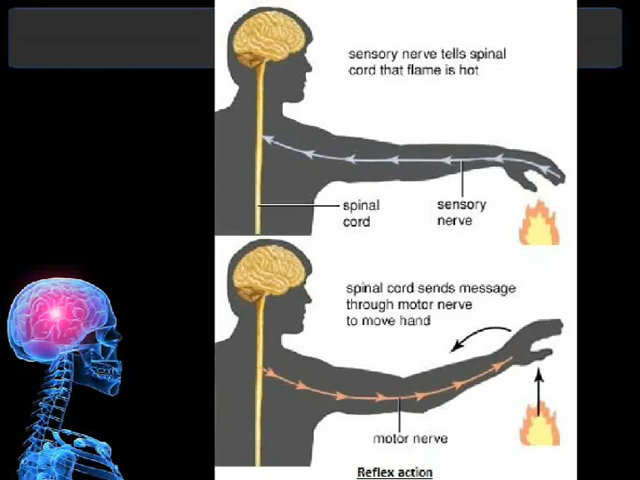 sensory nerve tells spinal
cord that flame is hot
spinal
cord
sensory
nerve
spinal cord sends message
through motor nerve
to move hand
motor nerve
Reflex action